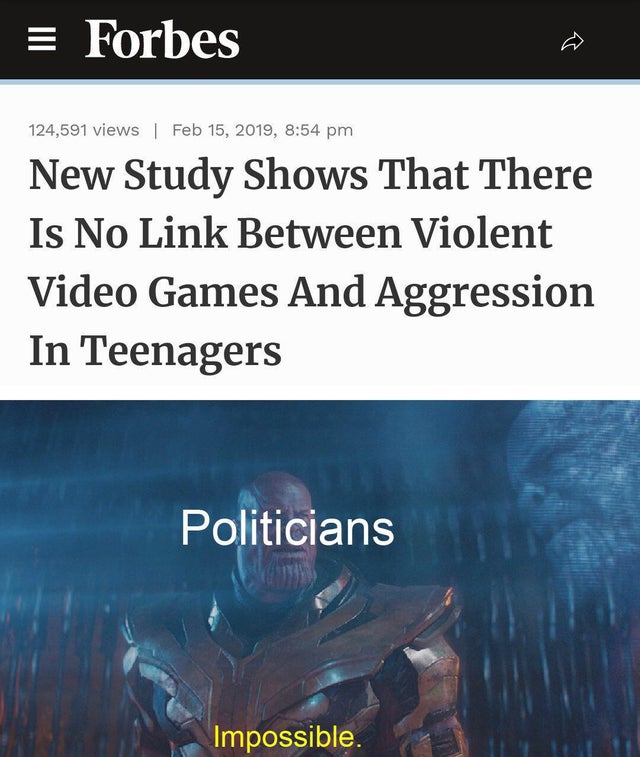 Forbes
124,591 views | Feb 15, 2019, 8:54 pm
New Study Shows That There
Is No Link Between Violent
Video Games And Aggression
In Teenagers
Politicians
Impossible.